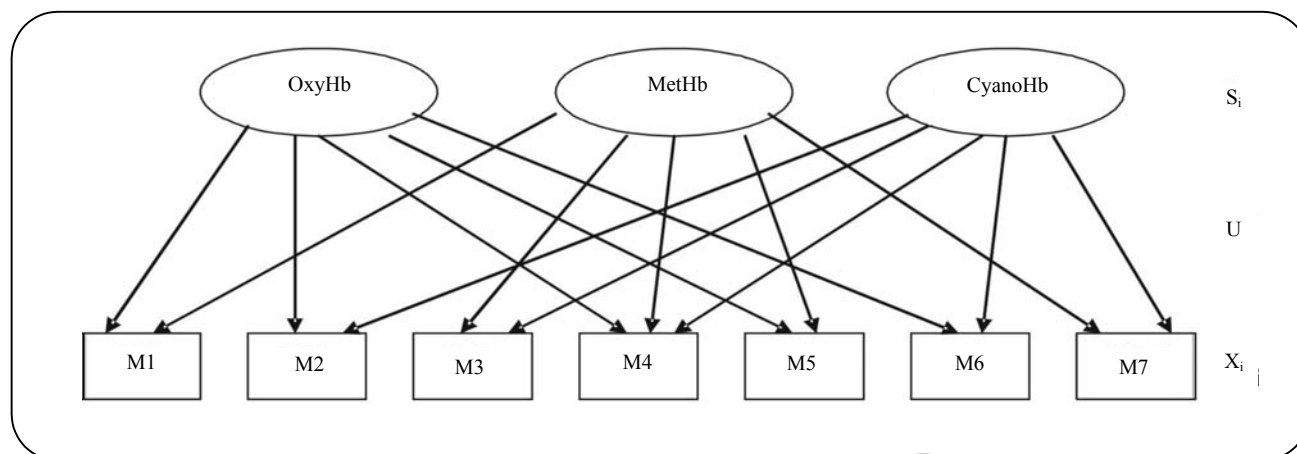 OxyHb MetHb CyanoHb Sᵢ
U
M1 M2 M3 M4 M5 M6 M7 Xᵢ
i